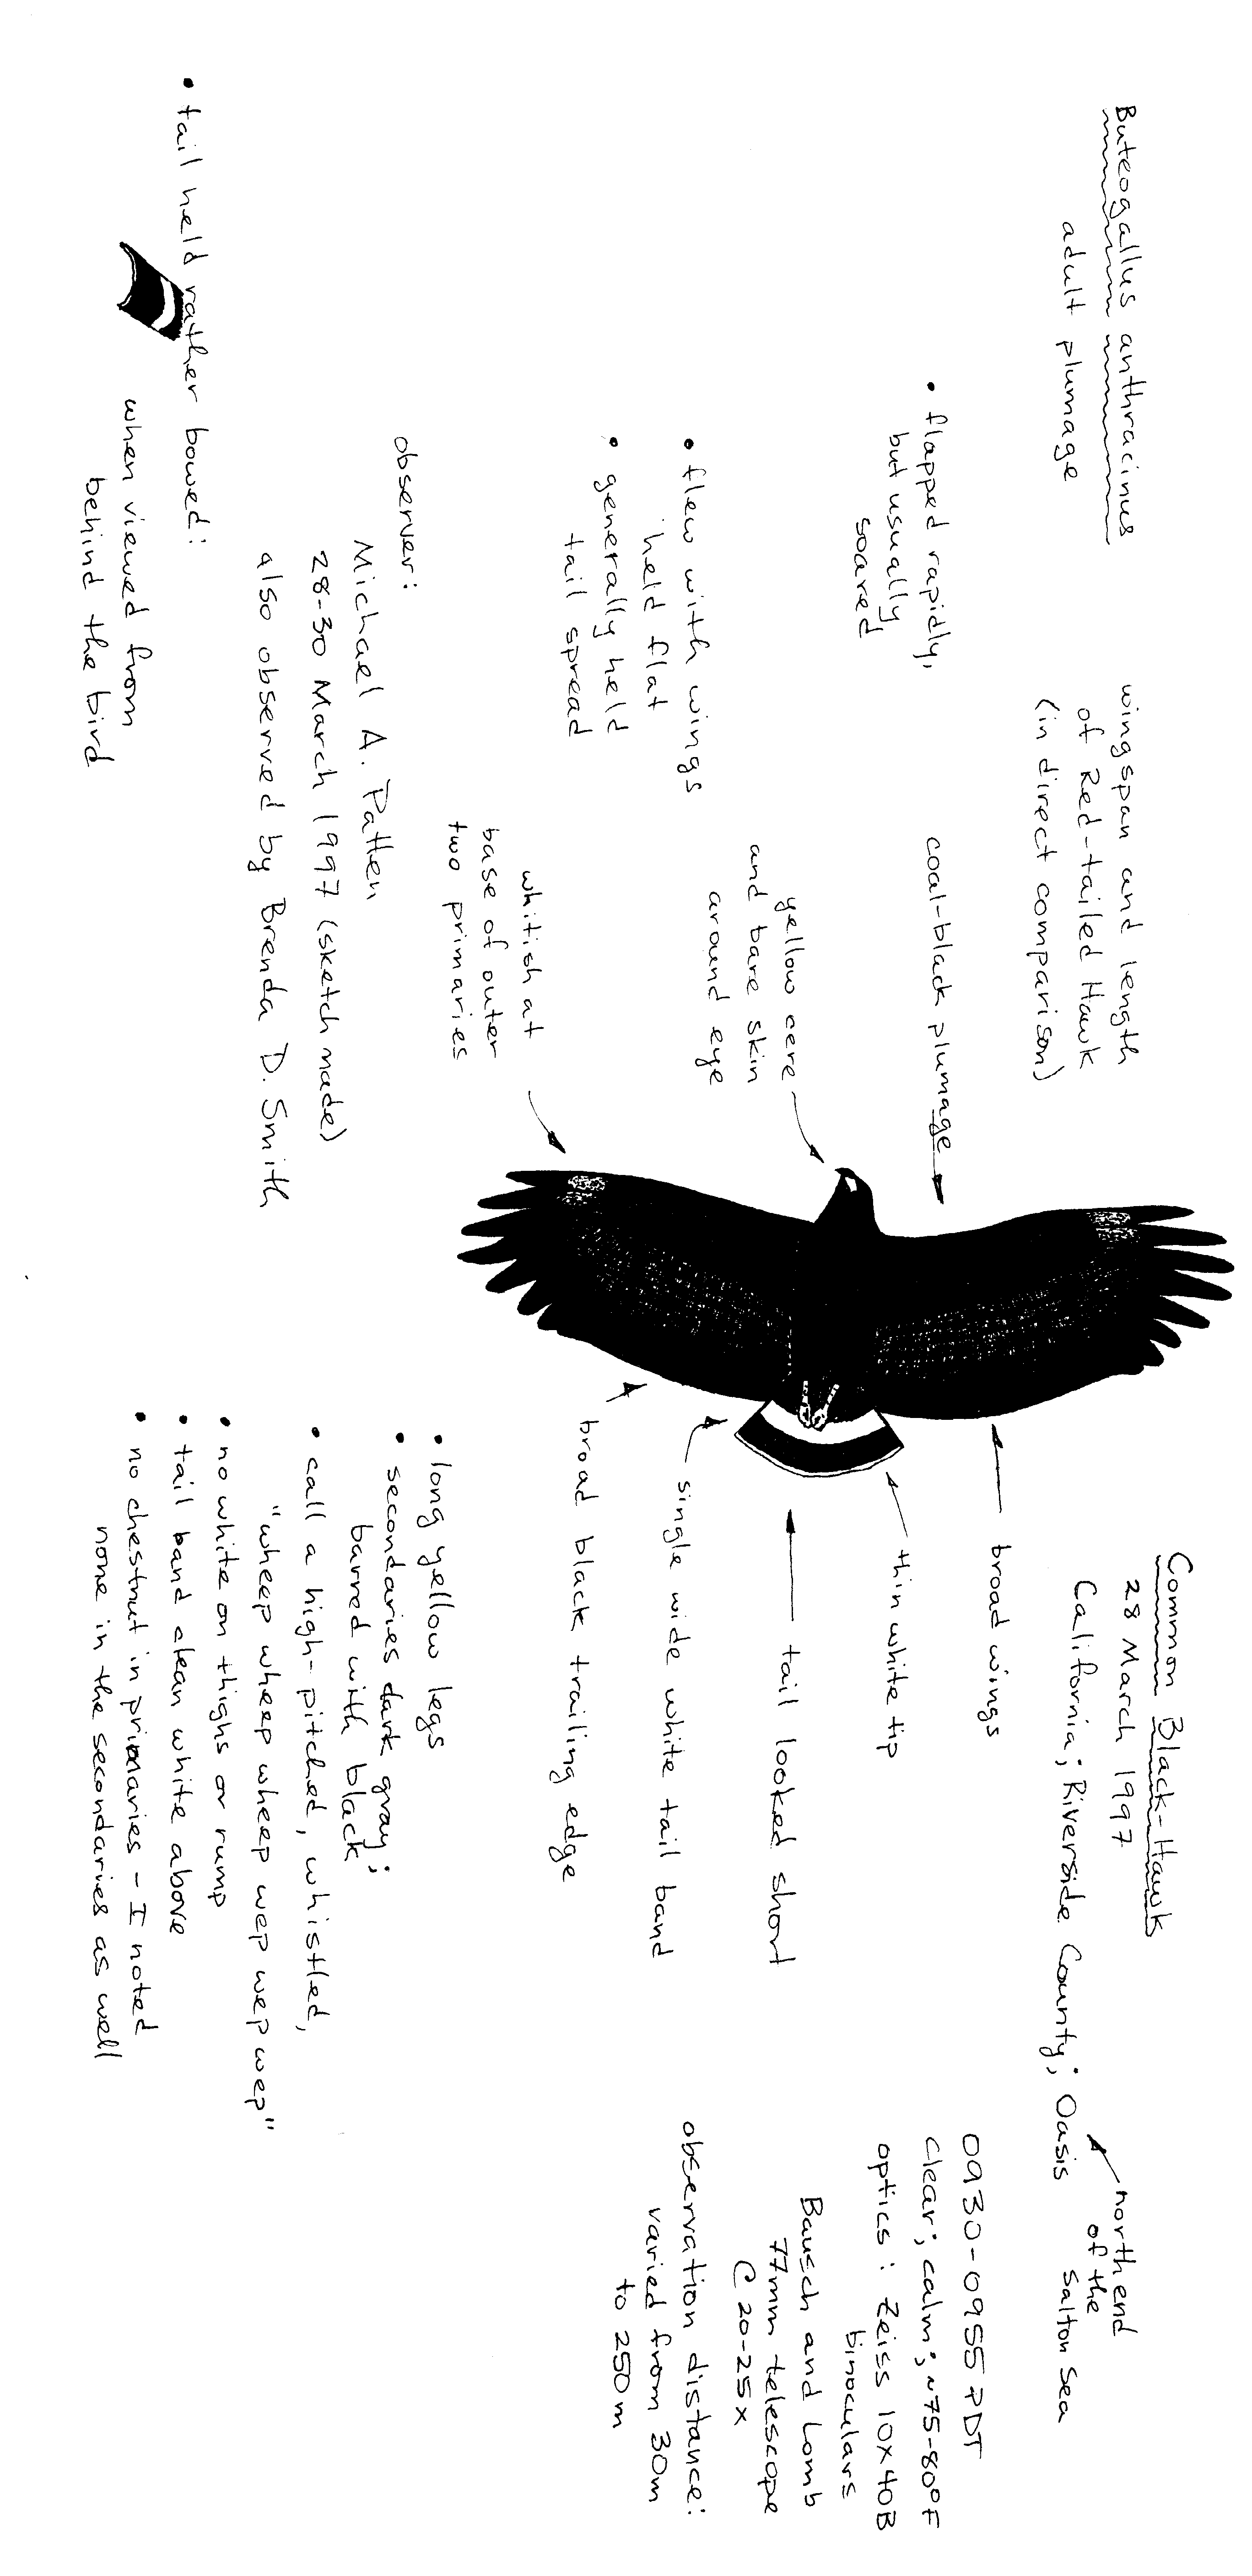 Buteogallus anthracinus
adult plumage
wingspan and length
of Red-tailed Hawk
(in direct comparison)
Common Black-Hawk
28 March 1997
California; Riverside County; Oasis
north end
of the
Salton Sea
0930-0955 PDT
clear; calm; ~75-80°F
optics: Zeiss 10x40B
binoculars
Bausch and Lomb
77mm telescope
@ 20-25x
observation distance:
varied from 30m
to 250m
• flapped rapidly,
but usually
soared
• flew with wings
held flat
• generally held
tail spread
coal-black plumage
yellow cere
and bare skin
around eye
whitish at
base of outer
two primaries
broad wings
thin white tip
tail looked short
single wide white tail band
broad black trailing edge
observer:
Michael A. Patten
28-30 March 1997 (sketch made)
also observed by Brenda D. Smith
• tail held rather bowed:
when viewed from
behind the bird
• long yellow legs
• secondaries dark gray;
barred with black
• call a high-pitched, whistled,
"wheep wheep wheep wep wep wep"
• no white on thighs or rump
• tail band clean white above
• no chestnut in primaries - I noted
none in the secondaries as well